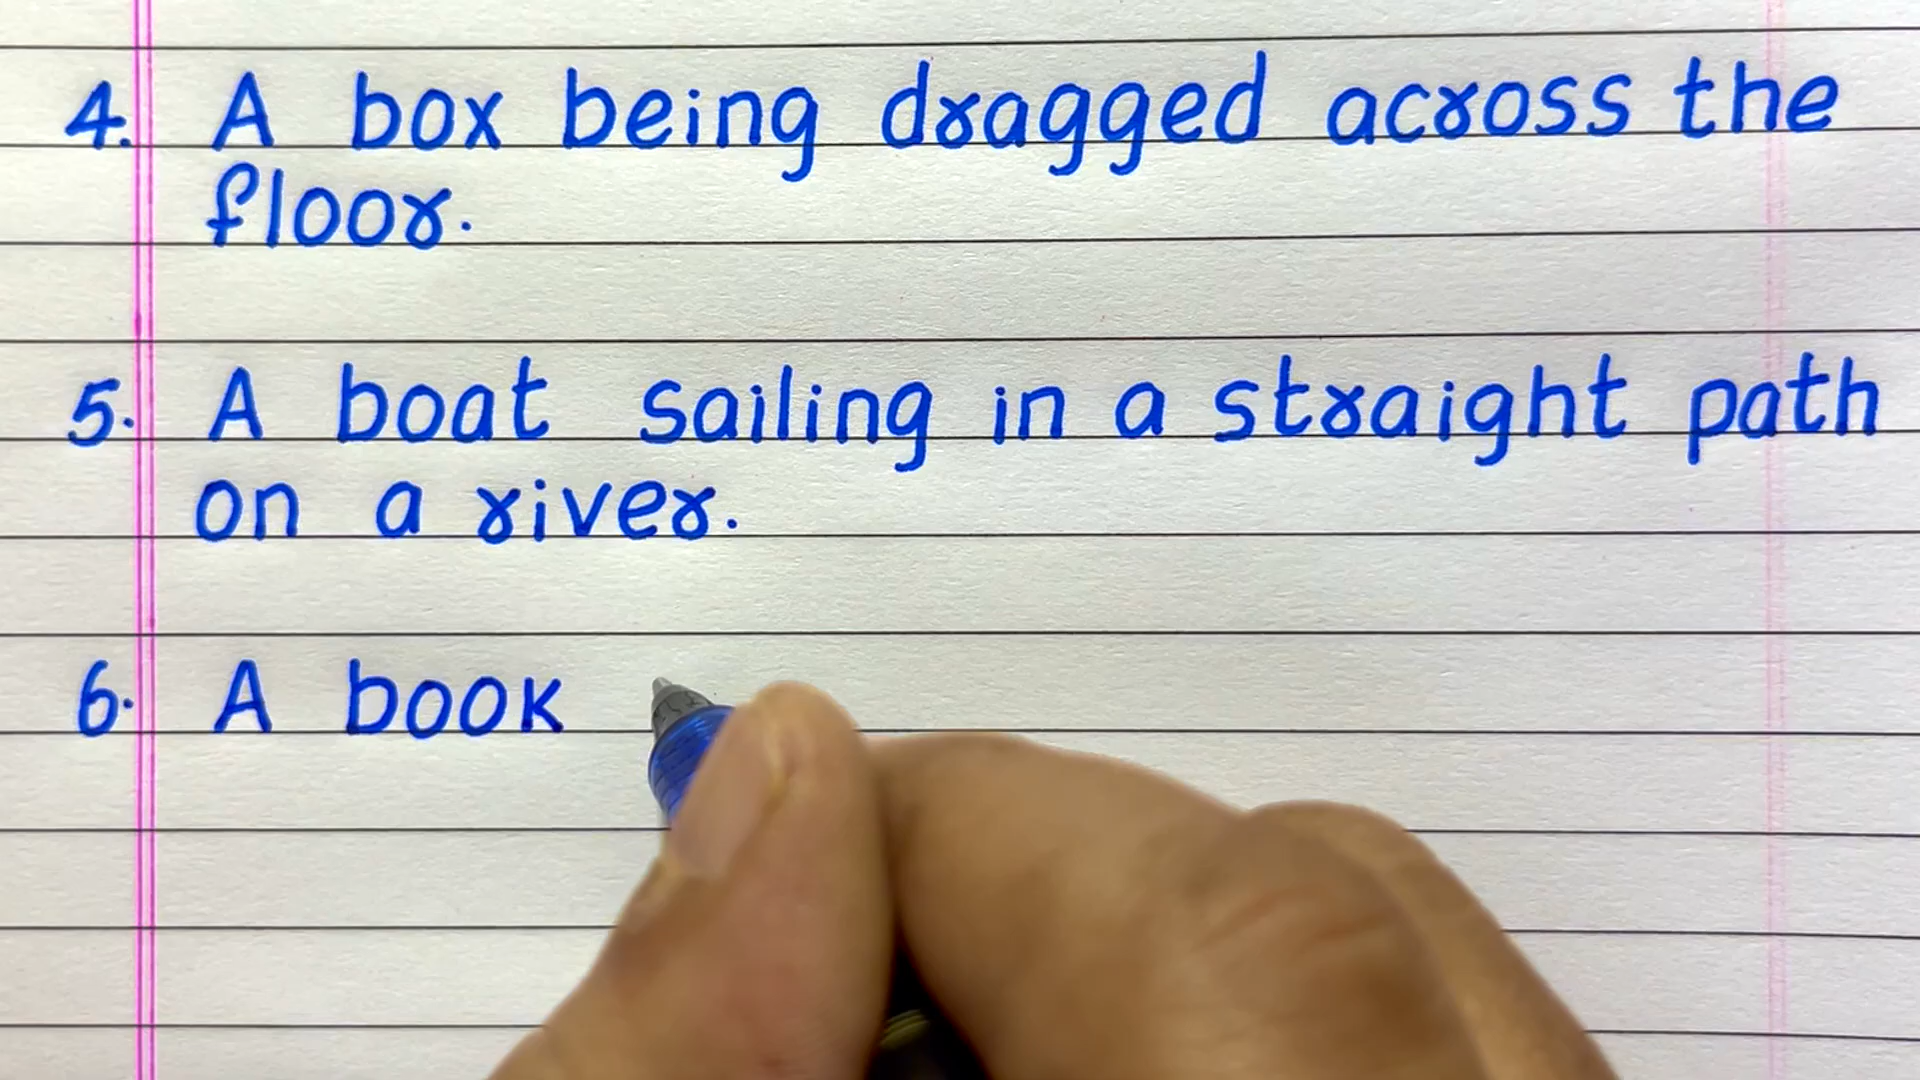 4. A box being dragged across the
floor.
5. A boat sailing in a straight path
on a river.
6. A book